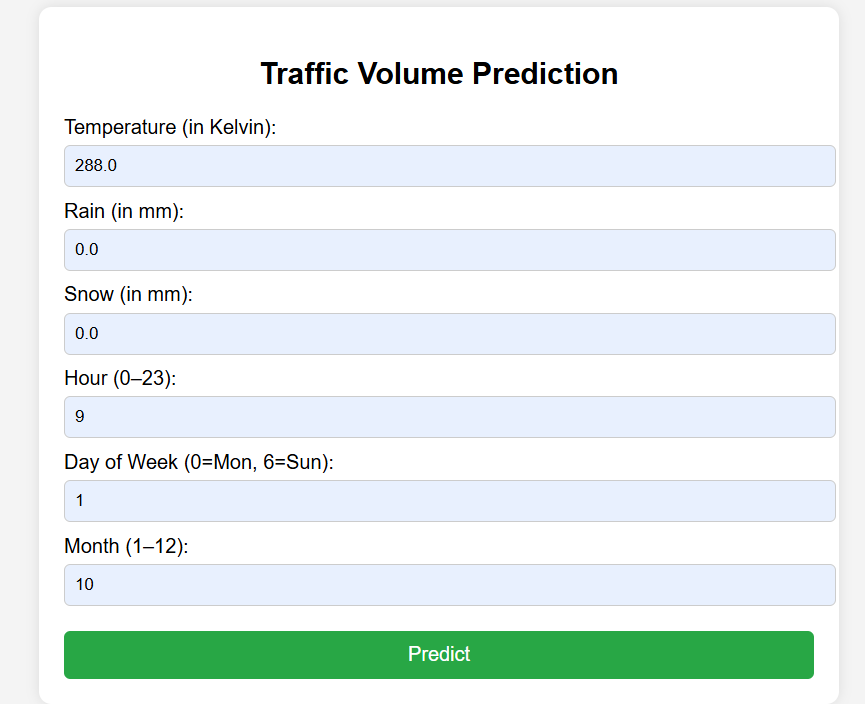 Traffic Volume Prediction
Temperature (in Kelvin):
288.0
Rain (in mm):
0.0
Snow (in mm):
0.0
Hour (0–23):
9
Day of Week (0=Mon, 6=Sun):
1
Month (1–12):
10
Predict